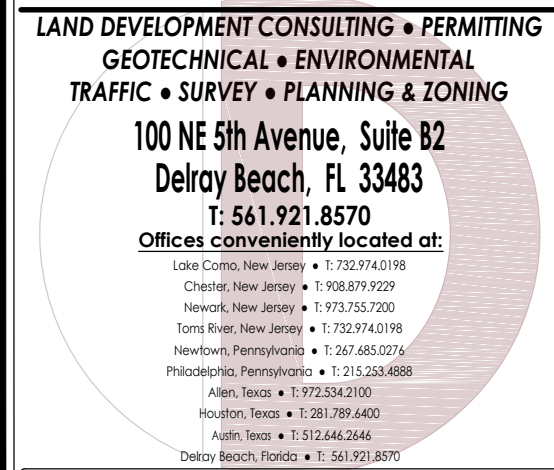 LAND DEVELOPMENT CONSULTING ● PERMITTING
GEOTECHNICAL ● ENVIRONMENTAL
TRAFFIC ● SURVEY ● PLANNING & ZONING
100 NE 5th Avenue, Suite B2
Delray Beach, FL 33483
T: 561.921.8570
Offices conveniently located at:
Lake Como, New Jersey ● T: 732.974.0198
Chester, New Jersey ● T: 908.879.9229
Newark, New Jersey ● T: 973.755.7200
Toms River, New Jersey ● T: 732.974.0198
Newtown, Pennsylvania ● T: 267.685.0276
Philadelphia, Pennsylvania ● T: 215.253.4888
Allen, Texas ● T: 972.534.2100
Houston, Texas ● T: 281.789.6400
Austin, Texas ● T: 512.646.2646
Delray Beach, Florida ● T: 561.921.8570